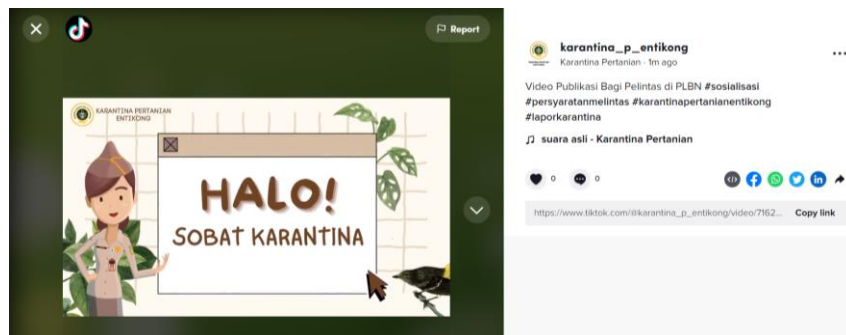 Report
KARANTINA PERTANIAN
ENTIKONG
HALO!
SOBAT KARANTINA
karantina_p_entikong
Karantina Pertanian · 1m ago
Video Publikasi Bagi Pelintas di PLBN #sosialisasi
#persyaratanmelintas #karantinapertanianentikong
#laporkarantina
suara asli - Karantina Pertanian
0
0
https://www.tiktok.com/@karantina_p_entikong/video/7162...
Copy link